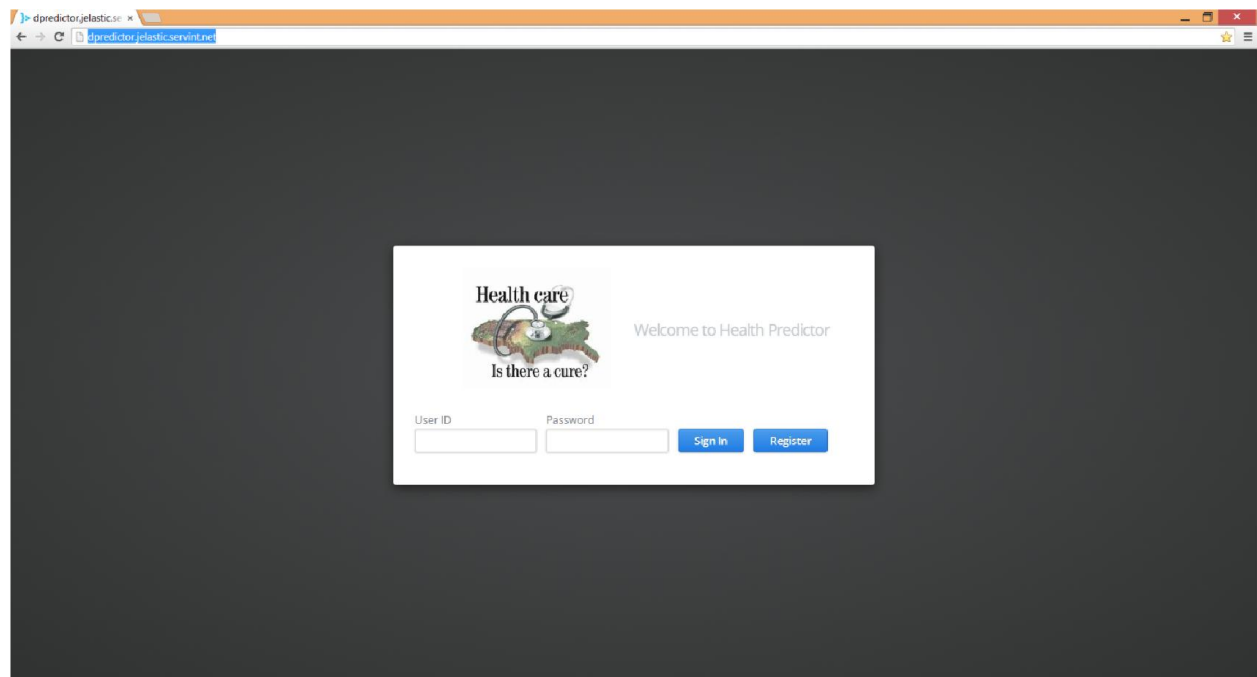 dpredictor.jelastic.se
dpredictor.jelastic.servint.net
Health care
Is there a cure?
Welcome to Health Predictor
User ID
Password
Sign In
Register